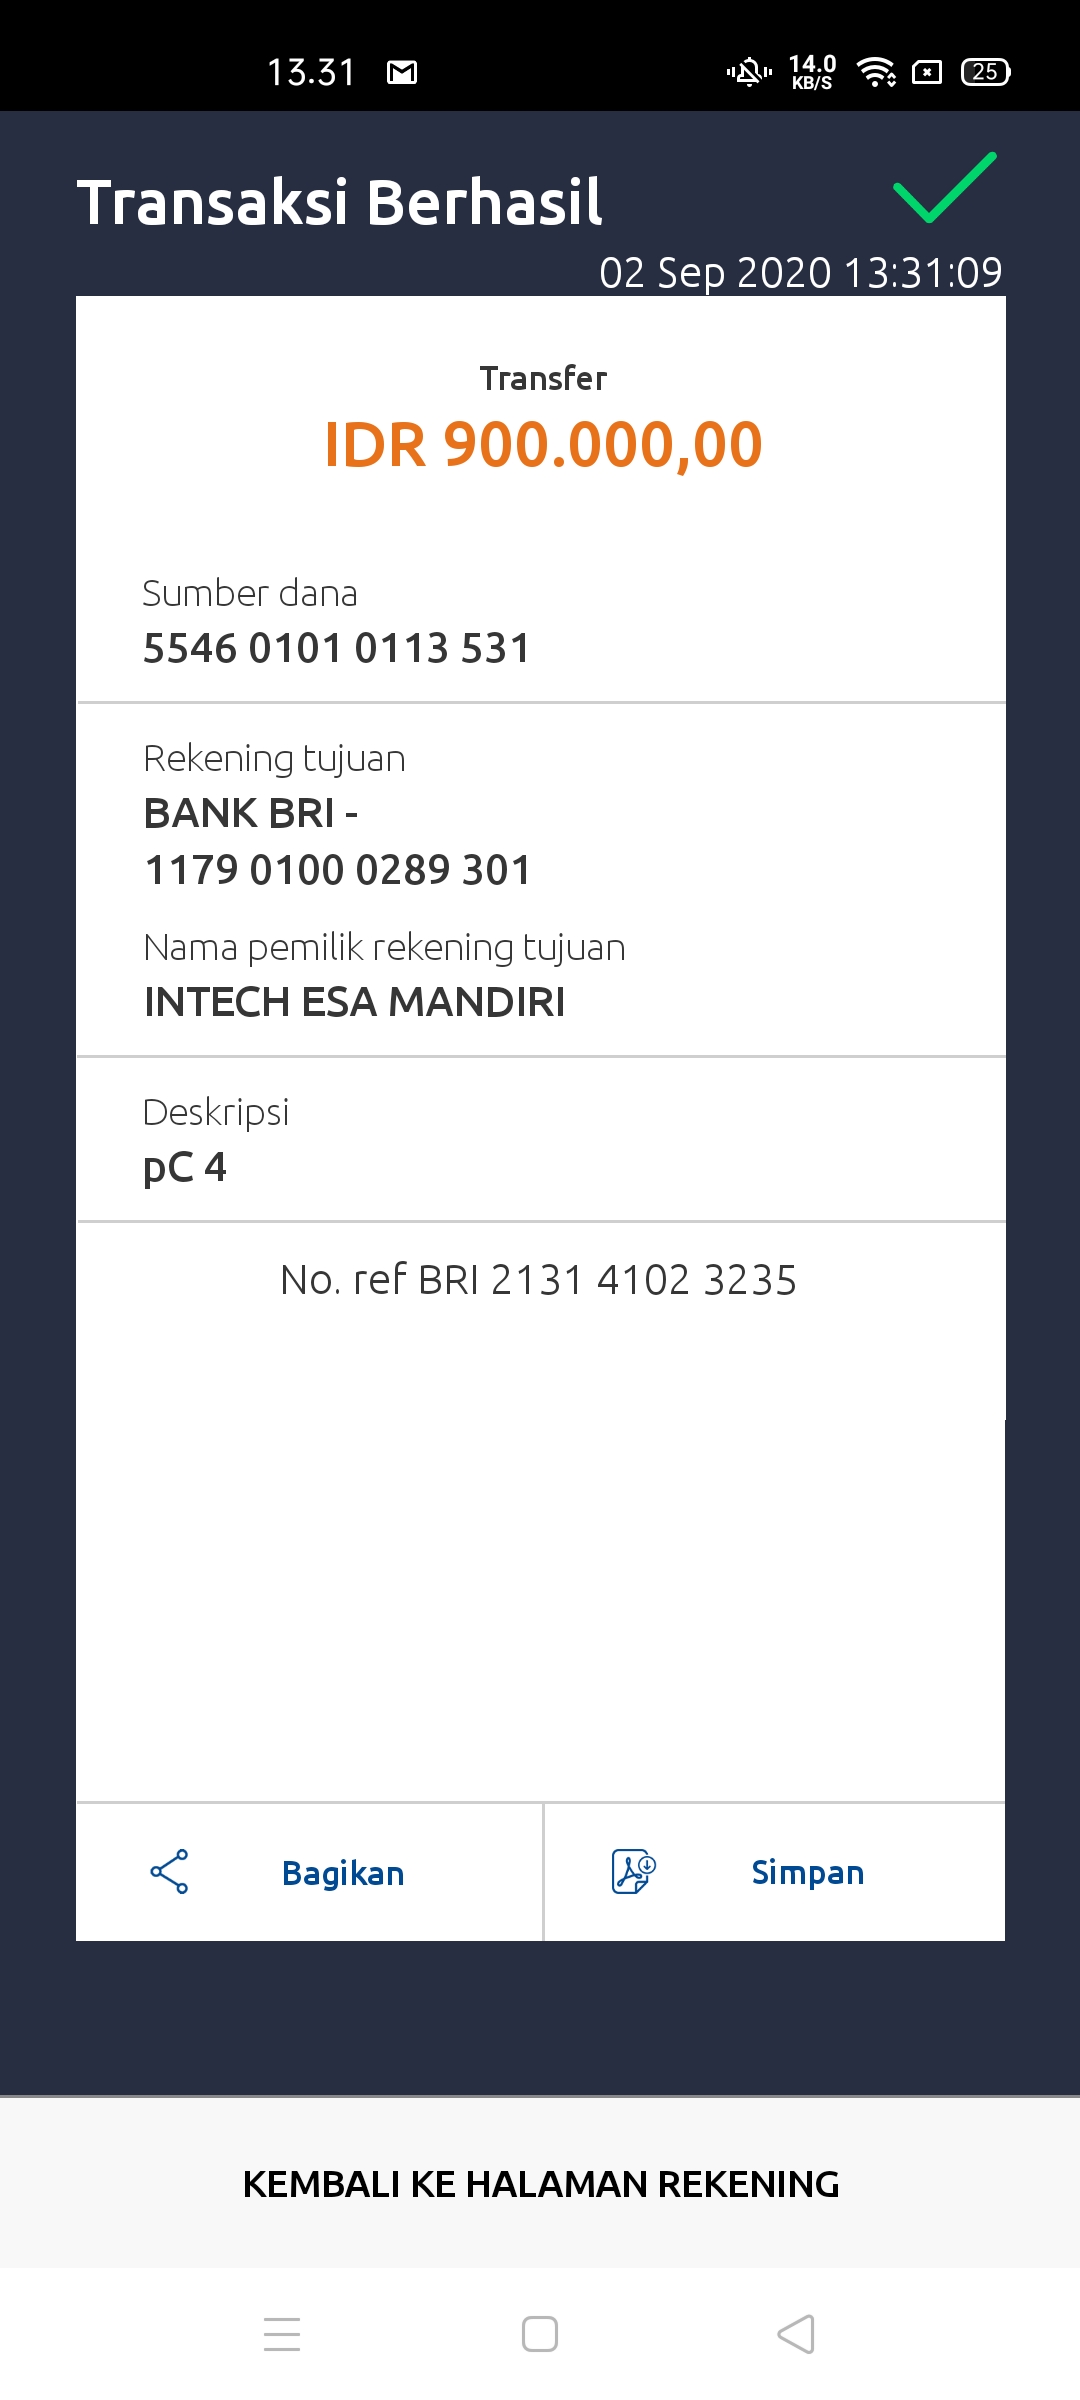 13.31
14.0
KB/S
25
Transaksi Berhasil
02 Sep 2020 13:31:09
Transfer
IDR 900.000,00
Sumber dana
5546 0101 0113 531
Rekening tujuan
BANK BRI -
1179 0100 0289 301
Nama pemilik rekening tujuan
INTECH ESA MANDIRI
Deskripsi
pC 4
No. ref BRI 2131 4102 3235
Bagikan
Simpan
KEMBALI KE HALAMAN REKENING